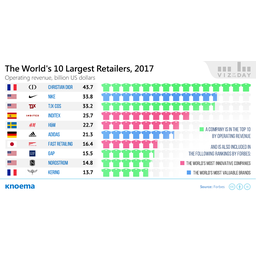 VIZ DAY
The World's 10 Largest Retailers, 2017
Operating revenue, billion US dollars
CHRISTIAN DIOR 43.7
NIKE 33.8
TJX COS 33.2
INDITEX 25.7
H&M 22.7
ADIDAS 21.3
FAST RETAILING 16.4
GAP 15.5
NORDSTROM 14.8
KERING 13.7
A COMPANY IS IN THE TOP 10
BY OPERATING REVENUE
AND IS ALSO INCLUDED IN
THE FOLLOWING RANKINGS BY FORBES:
THE WORLD'S MOST INNOVATIVE COMPANIES
THE WORLD'S MOST VALUABLE BRANDS
knoema
Source: Forbes